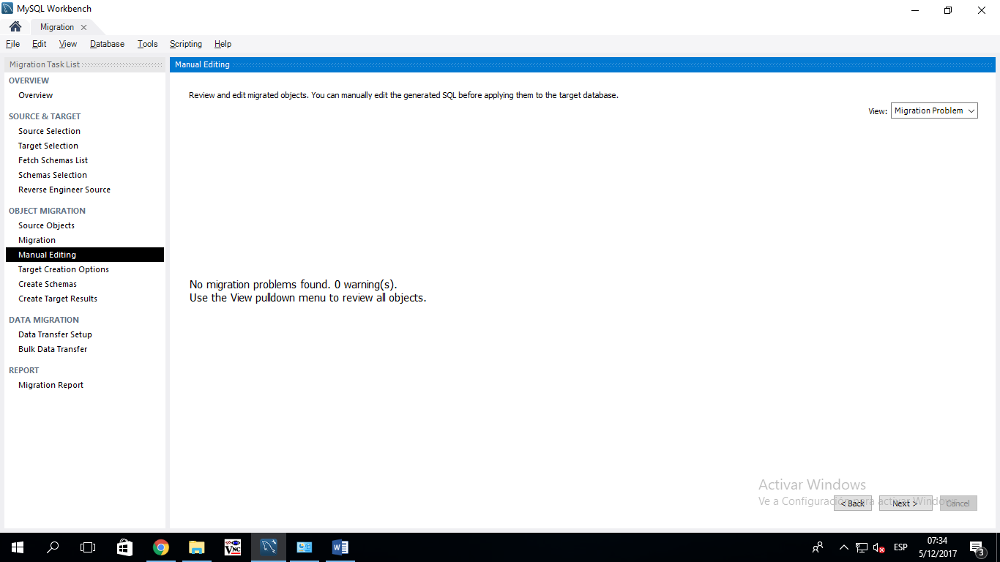 MySQL Workbench
Migration
File Edit View Database Tools Scripting Help
Migration Task List
OVERVIEW
Overview
SOURCE & TARGET
Source Selection
Target Selection
Fetch Schemas List
Schemas Selection
Reverse Engineer Source
OBJECT MIGRATION
Source Objects
Migration
Manual Editing
Target Creation Options
Create Schemas
Create Target Results
DATA MIGRATION
Data Transfer Setup
Bulk Data Transfer
REPORT
Migration Report
Manual Editing
Review and edit migrated objects. You can manually edit the generated SQL before applying them to the target database.
View: Migration Problem
No migration problems found. 0 warning(s).
Use the View pulldown menu to review all objects.
Activar Windows
Ve a Configuración para activar Windows.
< Back Next > Cancel
VNC
ESP
07:34
5/12/2017
3